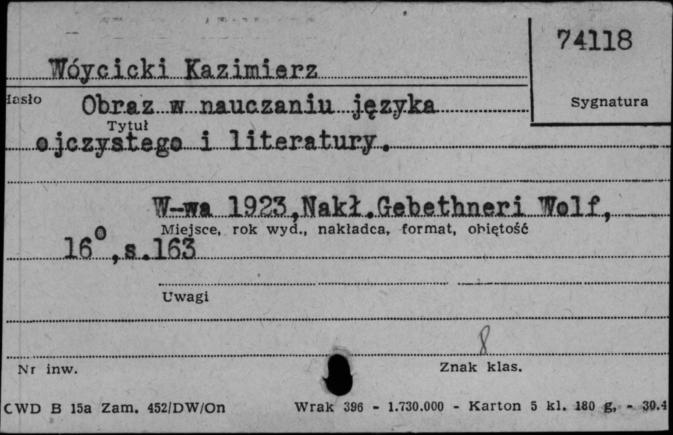 74118
Wóycicki Kazimierz
Hasło Obraz w nauczaniu języka Sygnatura
Tytuł
ojczystego i literatury.
W-wa 1923,Nakł.Gebethneri Wolf,
Miejsce, rok wyd., nakładca, format, objętość
16°,s.163
Uwagi
8
Nr inw. Znak klas.
CWD B 15a Zam. 452/DW/On Wrak 396 - 1.730.000 - Karton 5 kl. 180 g. - 30.4